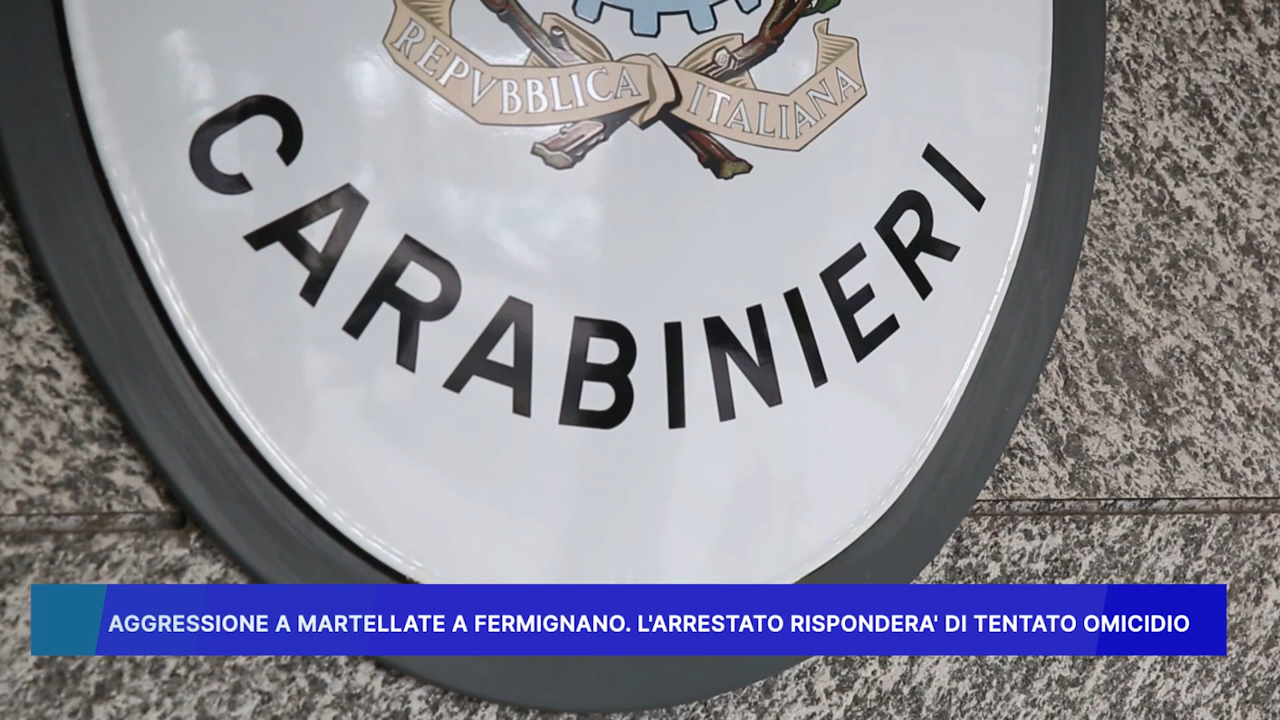 REPVBBLICA ITALIANA
CARABINIERI
AGGRESSIONE A MARTELLATE A FERMIGNANO. L'ARRESTATO RISPONDERA' DI TENTATO OMICIDIO